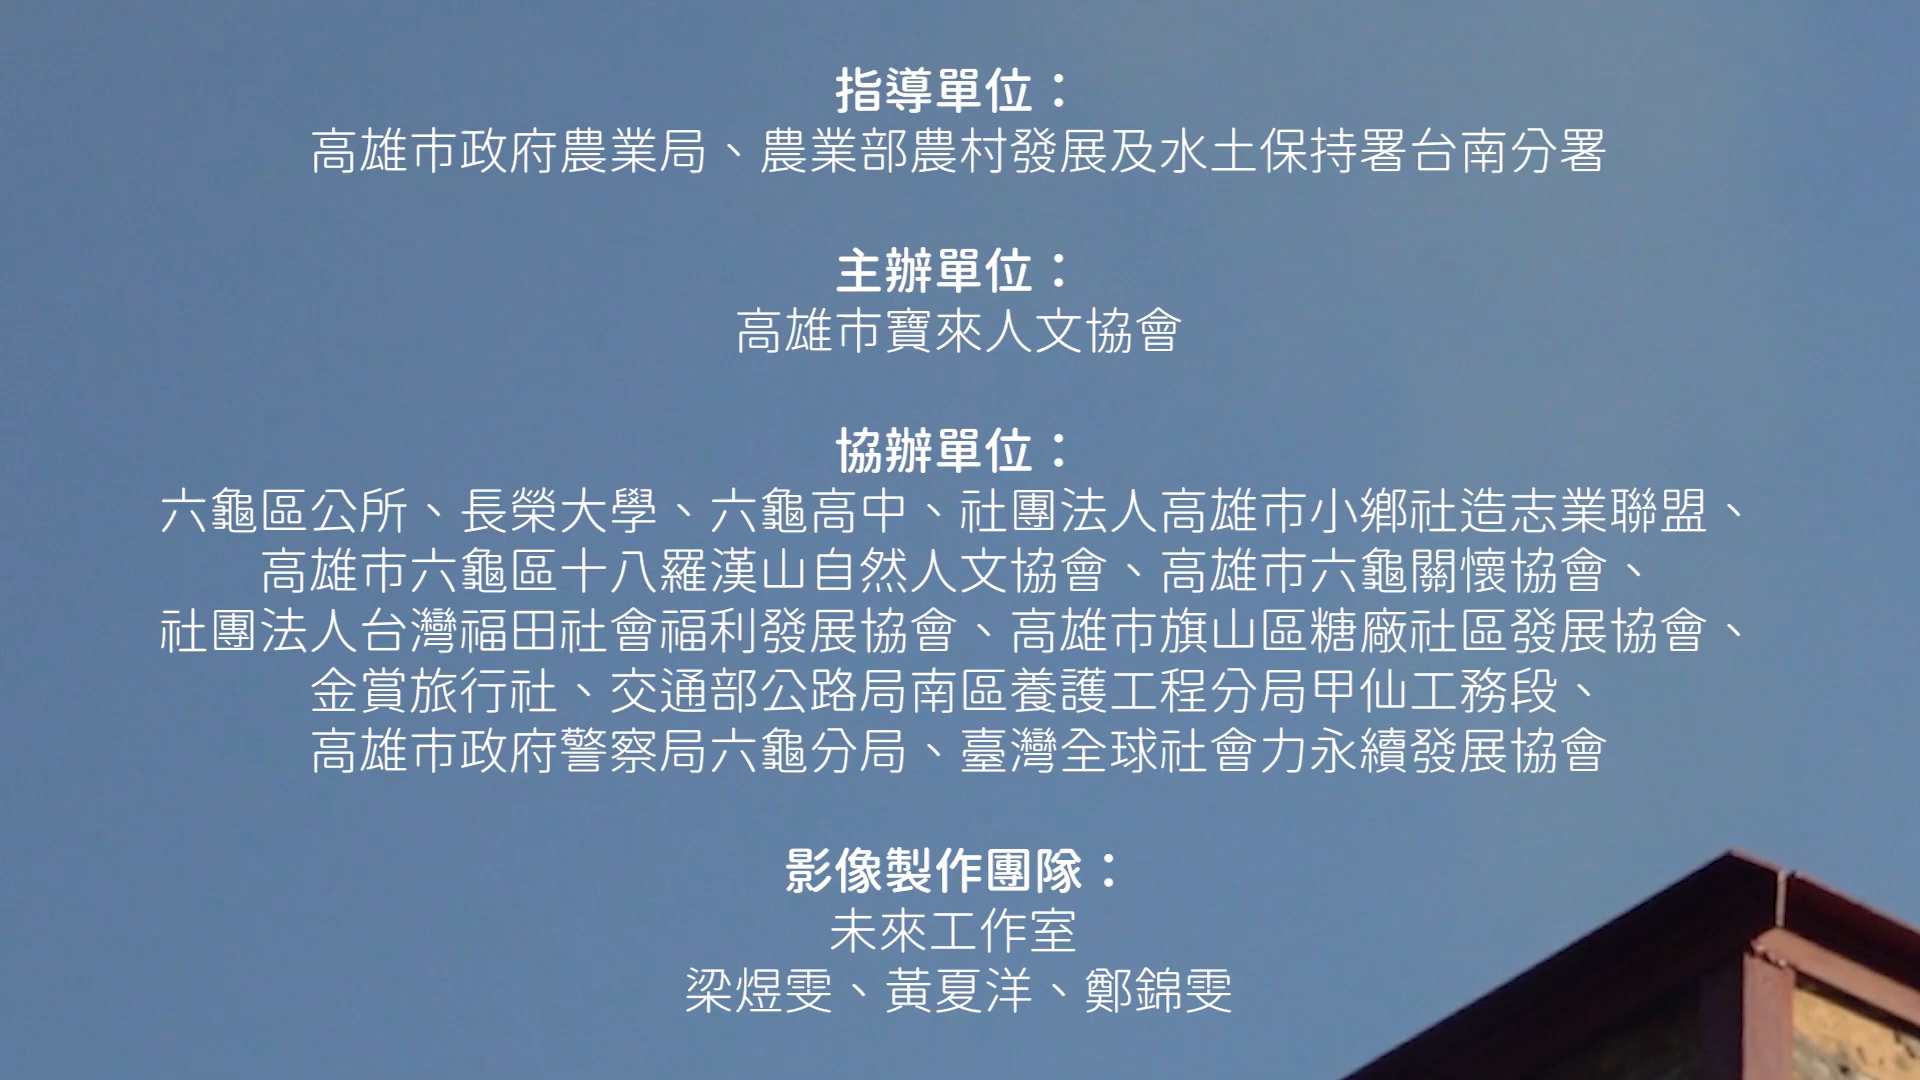 指導單位：
高雄市政府農業局、農業部農村發展及水土保持署台南分署
主辦單位：
高雄市寶來人文協會
協辦單位：
六龜區公所、長榮大學、六龜高中、社團法人高雄市小鄉社造志業聯盟、
高雄市六龜區十八羅漢山自然人文協會、高雄市六龜關懷協會、
社團法人台灣福田社會福利發展協會、高雄市旗山區糖廠社區發展協會、
金賞旅行社、交通部公路局南區養護工程分局甲仙工務段、
高雄市政府警察局六龜分局、臺灣全球社會力永續發展協會
影像製作團隊：
未來工作室
梁煜雯、黃夏洋、鄭錦雯